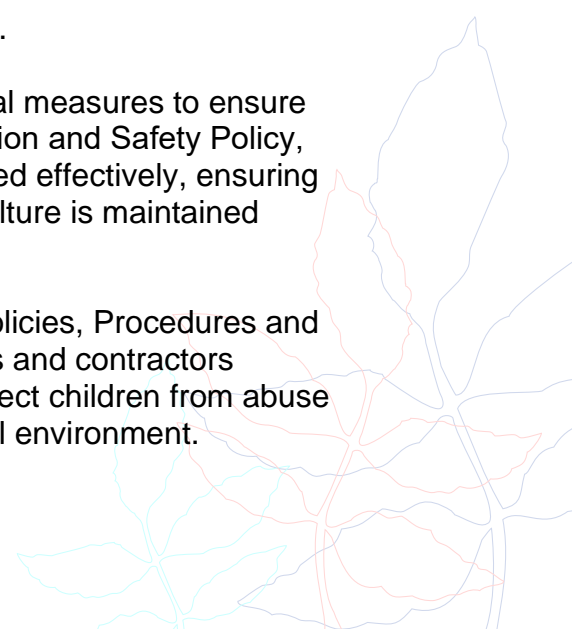 .
al measures to ensure
ion and Safety Policy,
ed effectively, ensuring
lture is maintained
olicies, Procedures and
s and contractors
ect children from abuse
l environment.